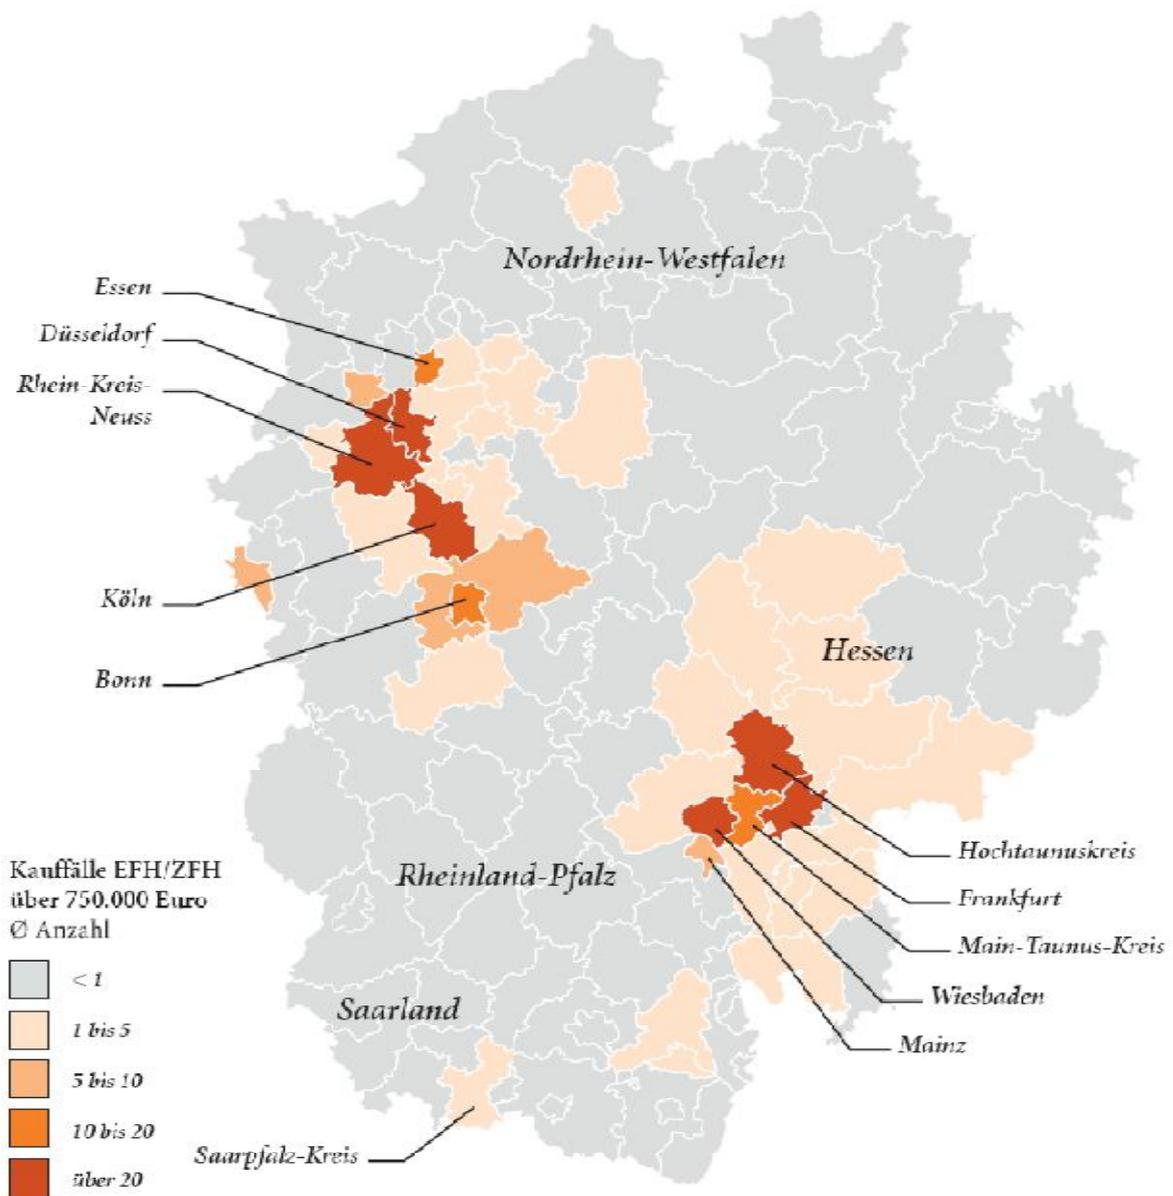 Nordrhein-Westfalen
Essen
Düsseldorf
Rhein-Kreis-
Neuss
Köln
Bonn
Hessen
Rheinland-Pfalz
Saarland
Hochtaunuskreis
Frankfurt
Main-Taunus-Kreis
Wiesbaden
Mainz
Saarpfalz-Kreis
Kauffälle EFH/ZFH
über 750.000 Euro
Ø Anzahl
< 1
1 bis 5
5 bis 10
10 bis 20
über 20